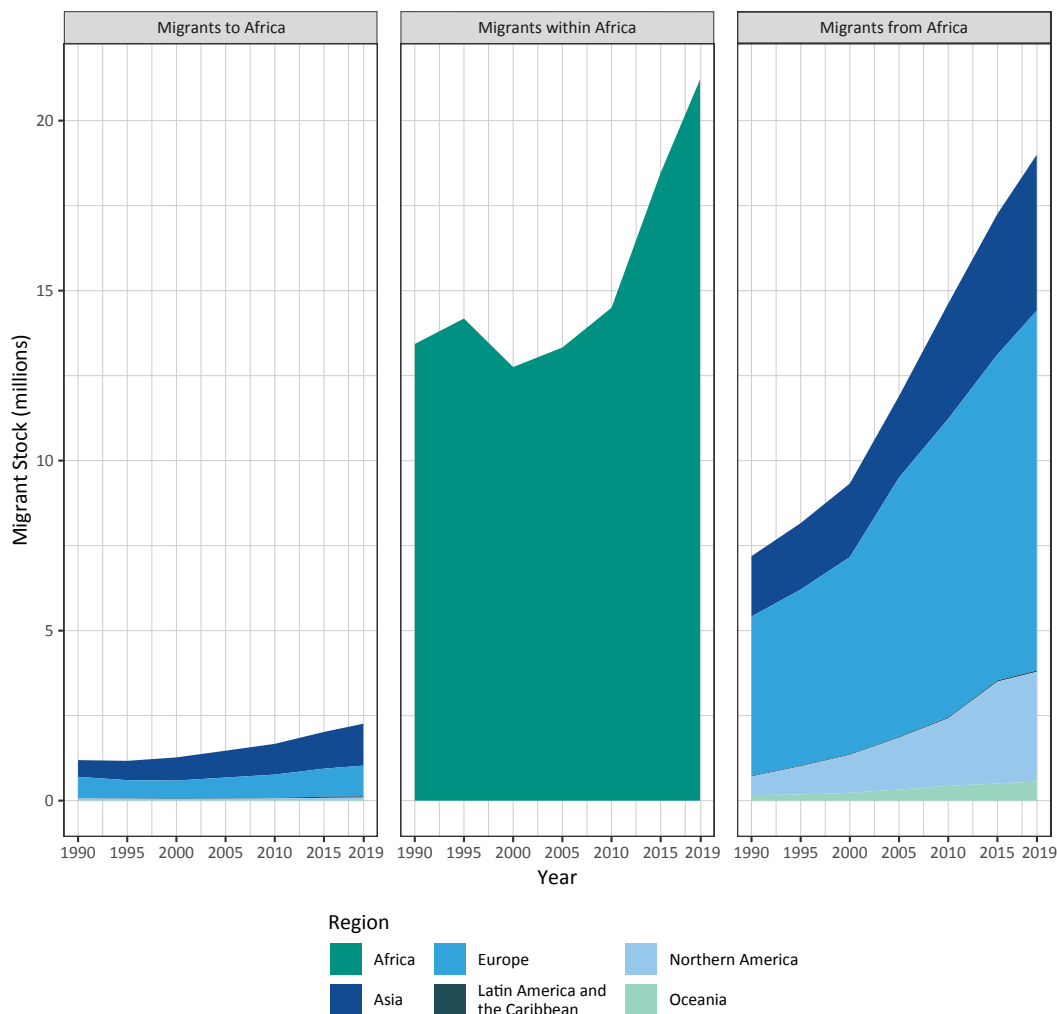 Migrants to Africa
Migrants within Africa
Migrants from Africa
Migrant Stock (millions)
20
15
10
5
0
1990 1995 2000 2005 2010 2015 2019
1990 1995 2000 2005 2010 2015 2019
1990 1995 2000 2005 2010 2015 2019
Year
Region
Africa
Europe
Northern America
Asia
Latin America and
the Caribbean
Oceania